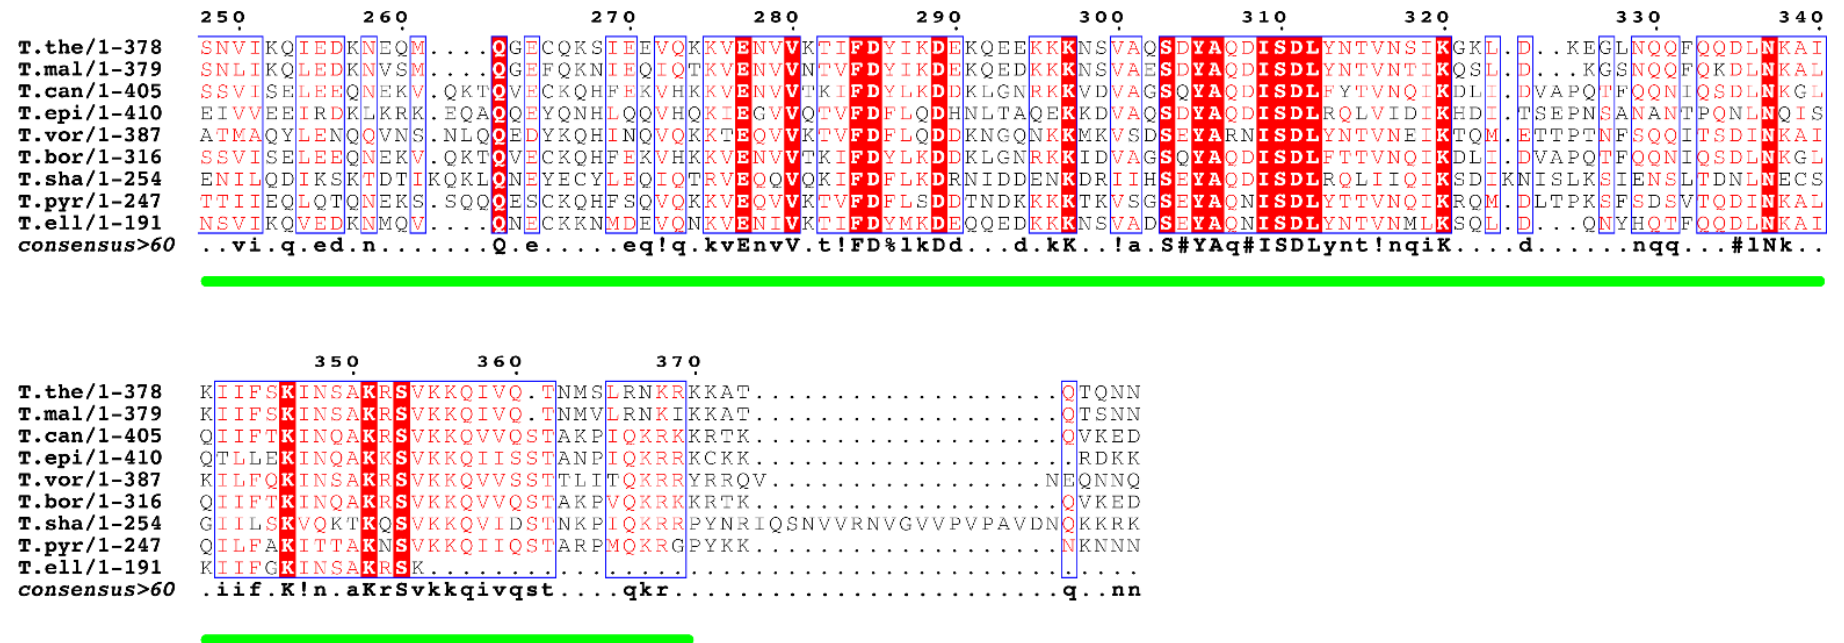 250 260 270 280 290 300 310 320 330 340
T.the/1-378 SNVIKQIEDKNEQM....QGECQKSIEEVQKKVENVVKTIFDYIKDEKQEEKKKNSVAQSDYAQDISDLYNTVNSIKGKL.D..KEGLNQQFQQDLNKAI
T.mal/1-379 SNLIKQLEDKNVSM....QGEFQKNIEQIQTKVENVVNTVFDYIKDEKQEDKKKNSVAESDYAQDISDLYNTVNTIKQSL.D...KGSNQQFQKDLNKAL
T.can/1-405 SSVISELEEQNEKV.QKTQVECKQHFEKVHKKVENVVTKIFDYLKDDKLGNRKKVDVAGSQYAQDISDLFYTVNQIKDLI.DVAPQTFQQNIQSDLNKGL
T.epi/1-410 EIVVEEIRDKLKRK.EQAQQEYQNHLQQVHQKIEGVVQTVFDFLQDHNLTAQEKKDVAQSDYAQDISDLRQLVIDIKHDI.TSEPNSANANTPQNLNQIS
T.vor/1-387 ATMAQYLENQQVNS.NLQQEDYKQHINQVQKKTEQVVKTVFDFLQDDKNGQNKKMKVSDSEYARNISDLYNTVNEIKTQM.ETTPTNFSQQITSDINKAI
T.bor/1-316 SSVISELEEQNEKV.QKTQVECKQHFEKVHKKVENVVTKIFDYLKDDKLGNRKKIDVAGSQYAQDISDLFTTVNQIKDLI.DVAPQTFQQNIQSDLNKGL
T.sha/1-254 ENILQDIKSKTDTIKQKLQNEYECYLEQIQTRVEQQVQKIFDFLKDRNIDDENKDRIIHSEYAQDISDLRQLIIQIKSDIKNISLKSIENSLTDNLNECS
T.pyr/1-247 TTIIEQLQTQNEKS.SQQQESCKQHFSQVQKKVEQVVKTVFDFLSDDTNDKKKTKVSGSEYAQNISDLYTTVNQIKRQM.DLTPKSFSDSVTQDINKAL
T.ell/1-191 NSVIKQVEDKNMQV....QNECKKNMDEVQNKVENIVKTIFDYMKDEQQEDKKKNSVADSEYAQNISDLYNTVNMLKSQL.D...QNYHQTFQQDLNKAI
consensus>60 ..vi.q.ed.n.......Q.e.....eq!q.kvEnvV.t!FD%lkDd...d.kK..!a.S#YAq#ISDLynt!nqiK....d......nqq...#lNk..
350 360 370
T.the/1-378 KIIFSKINSAKRSVKKQIVQ.TNMSLRNKRKKAT...................QTQNN
T.mal/1-379 KIIFSKINSAKRSVKKQIVQ.TNMVLRNKIKKAT...................QTSNN
T.can/1-405 QIIFTKINQAKRSVKKQVVQSTAKPIQKRKKRTK...................QVKED
T.epi/1-410 QTLLEKINQAKKSVKKQIISSTANPIQKRRKCKK....................RDKK
T.vor/1-387 KILFQKINSAKRSVKKQVVSSTTLITQKRRYRRQV.................NEQNNQ
T.bor/1-316 QIIFTKINQAKRSVKKQVVQSTAKPVQKRKKRTK...................QVKED
T.sha/1-254 GIILSKVQKTKQSVKKQVIDSTNKPIQKRRPYNRIQSNVVRNVGVVPVPAVDNQKKRK
T.pyr/1-247 QILFAKITTAKNSVKKQIIQSTARPMQKRGPYKK...................NKNNN
T.ell/1-191 KIIFGKINSAKRSK............................................
consensus>60 .iif.K!n.aKrSvkkqivqst....qkr........................q..nn